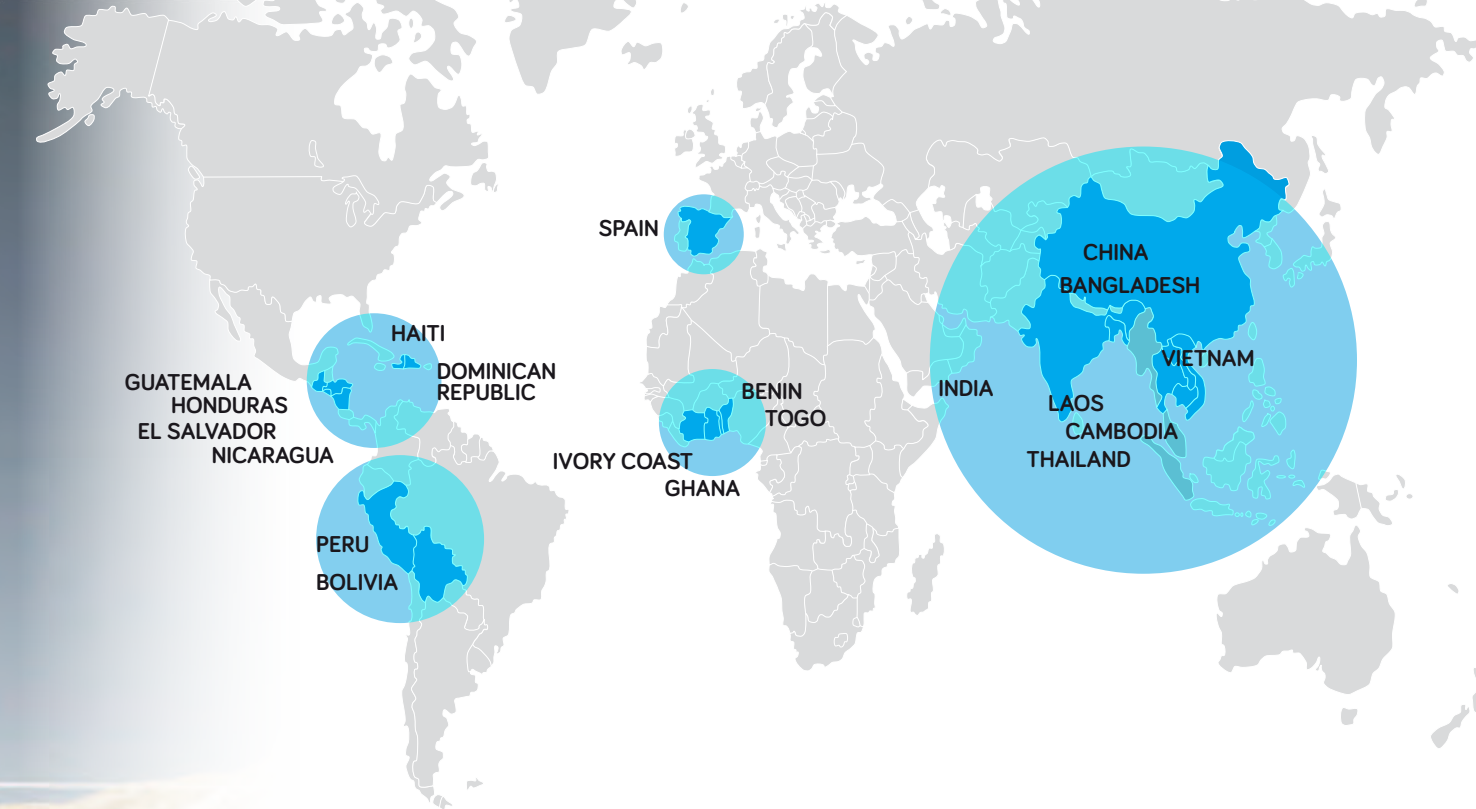 SPAIN
HAITI
DOMINICAN
REPUBLIC
GUATEMALA
HONDURAS
EL SALVADOR
NICARAGUA
PERU
BOLIVIA
BENIN
TOGO
IVORY COAST
GHANA
CHINA
BANGLADESH
VIETNAM
INDIA
LAOS
CAMBODIA
THAILAND